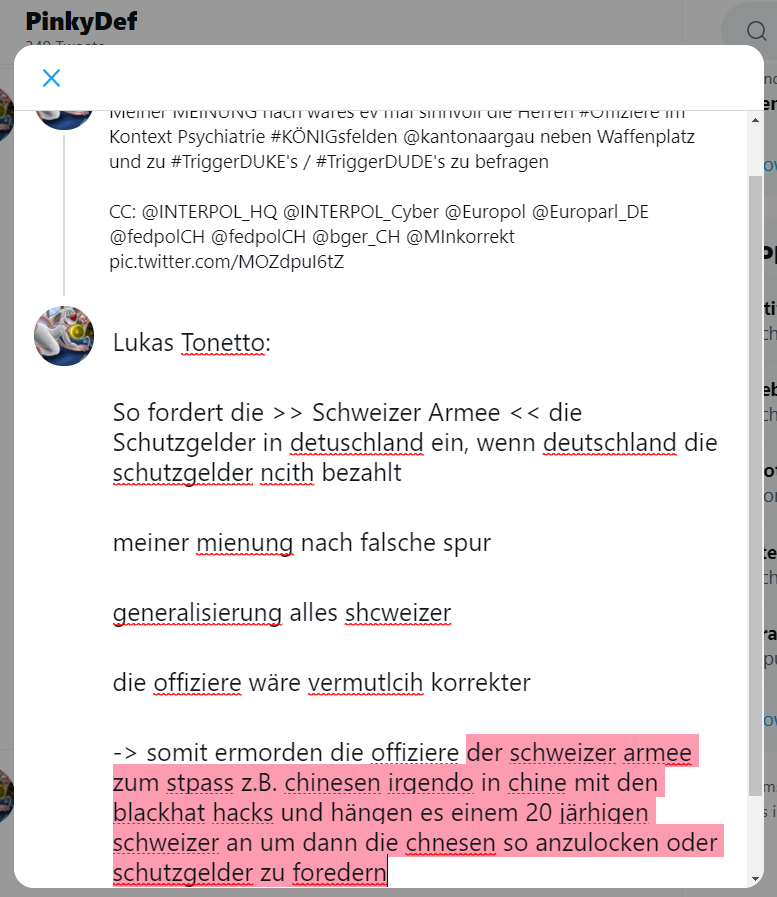 PinkyDef
Meiner MEINUNG nach wäres ev mal sinnvoll die Herren #Offiziere im
Kontext Psychiatrie #KÖNIGsfelden @kantonaargau neben Waffenplatz
und zu #TriggerDUKE's / #TriggerDUDE's zu befragen
CC: @INTERPOL_HQ @INTERPOL_Cyber @Europol @Europarl_DE
@fedpolCH @fedpolCH @bger_CH @MInkorrekt
pic.twitter.com/MOZdpuI6tZ
Lukas Tonetto:
So fordert die >> Schweizer Armee << die
Schutzgelder in detuschland ein, wenn deutschland die
schutzgelder ncith bezahlt
meiner mienung nach falsche spur
generalisierung alles shcweizer
die offiziere wäre vermutlcih korrekter
-> somit ermorden die offiziere der schweizer armee
zum stpass z.B. chinesen irgendo in chine mit den
blackhat hacks und hängen es einem 20 järhigen
schweizer an um dann die chnesen so anzulocken oder
schutzgelder zu foredern